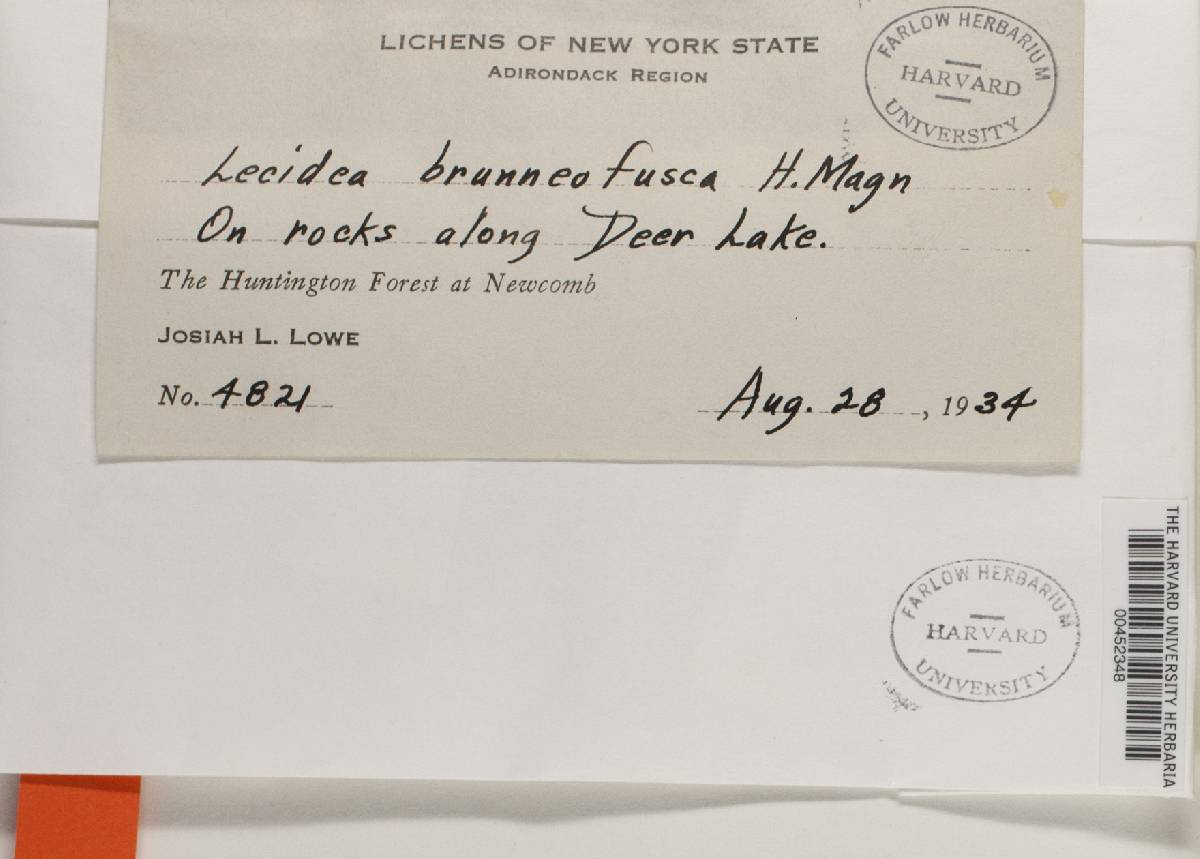 LICHENS OF NEW YORK STATE
ADIRONDACK REGION
FARLOW HERBARIUM
HARVARD
UNIVERSITY
Lecidea brunneofusca H. Magn
On rocks along Deer Lake.
The Huntington Forest at Newcomb
JOSIAH L. LOWE
No. 4821
Aug. 28, 1934
FARLOW HERBARIUM
HARVARD
UNIVERSITY
THE HARVARD UNIVERSITY HERBARIA
00452348